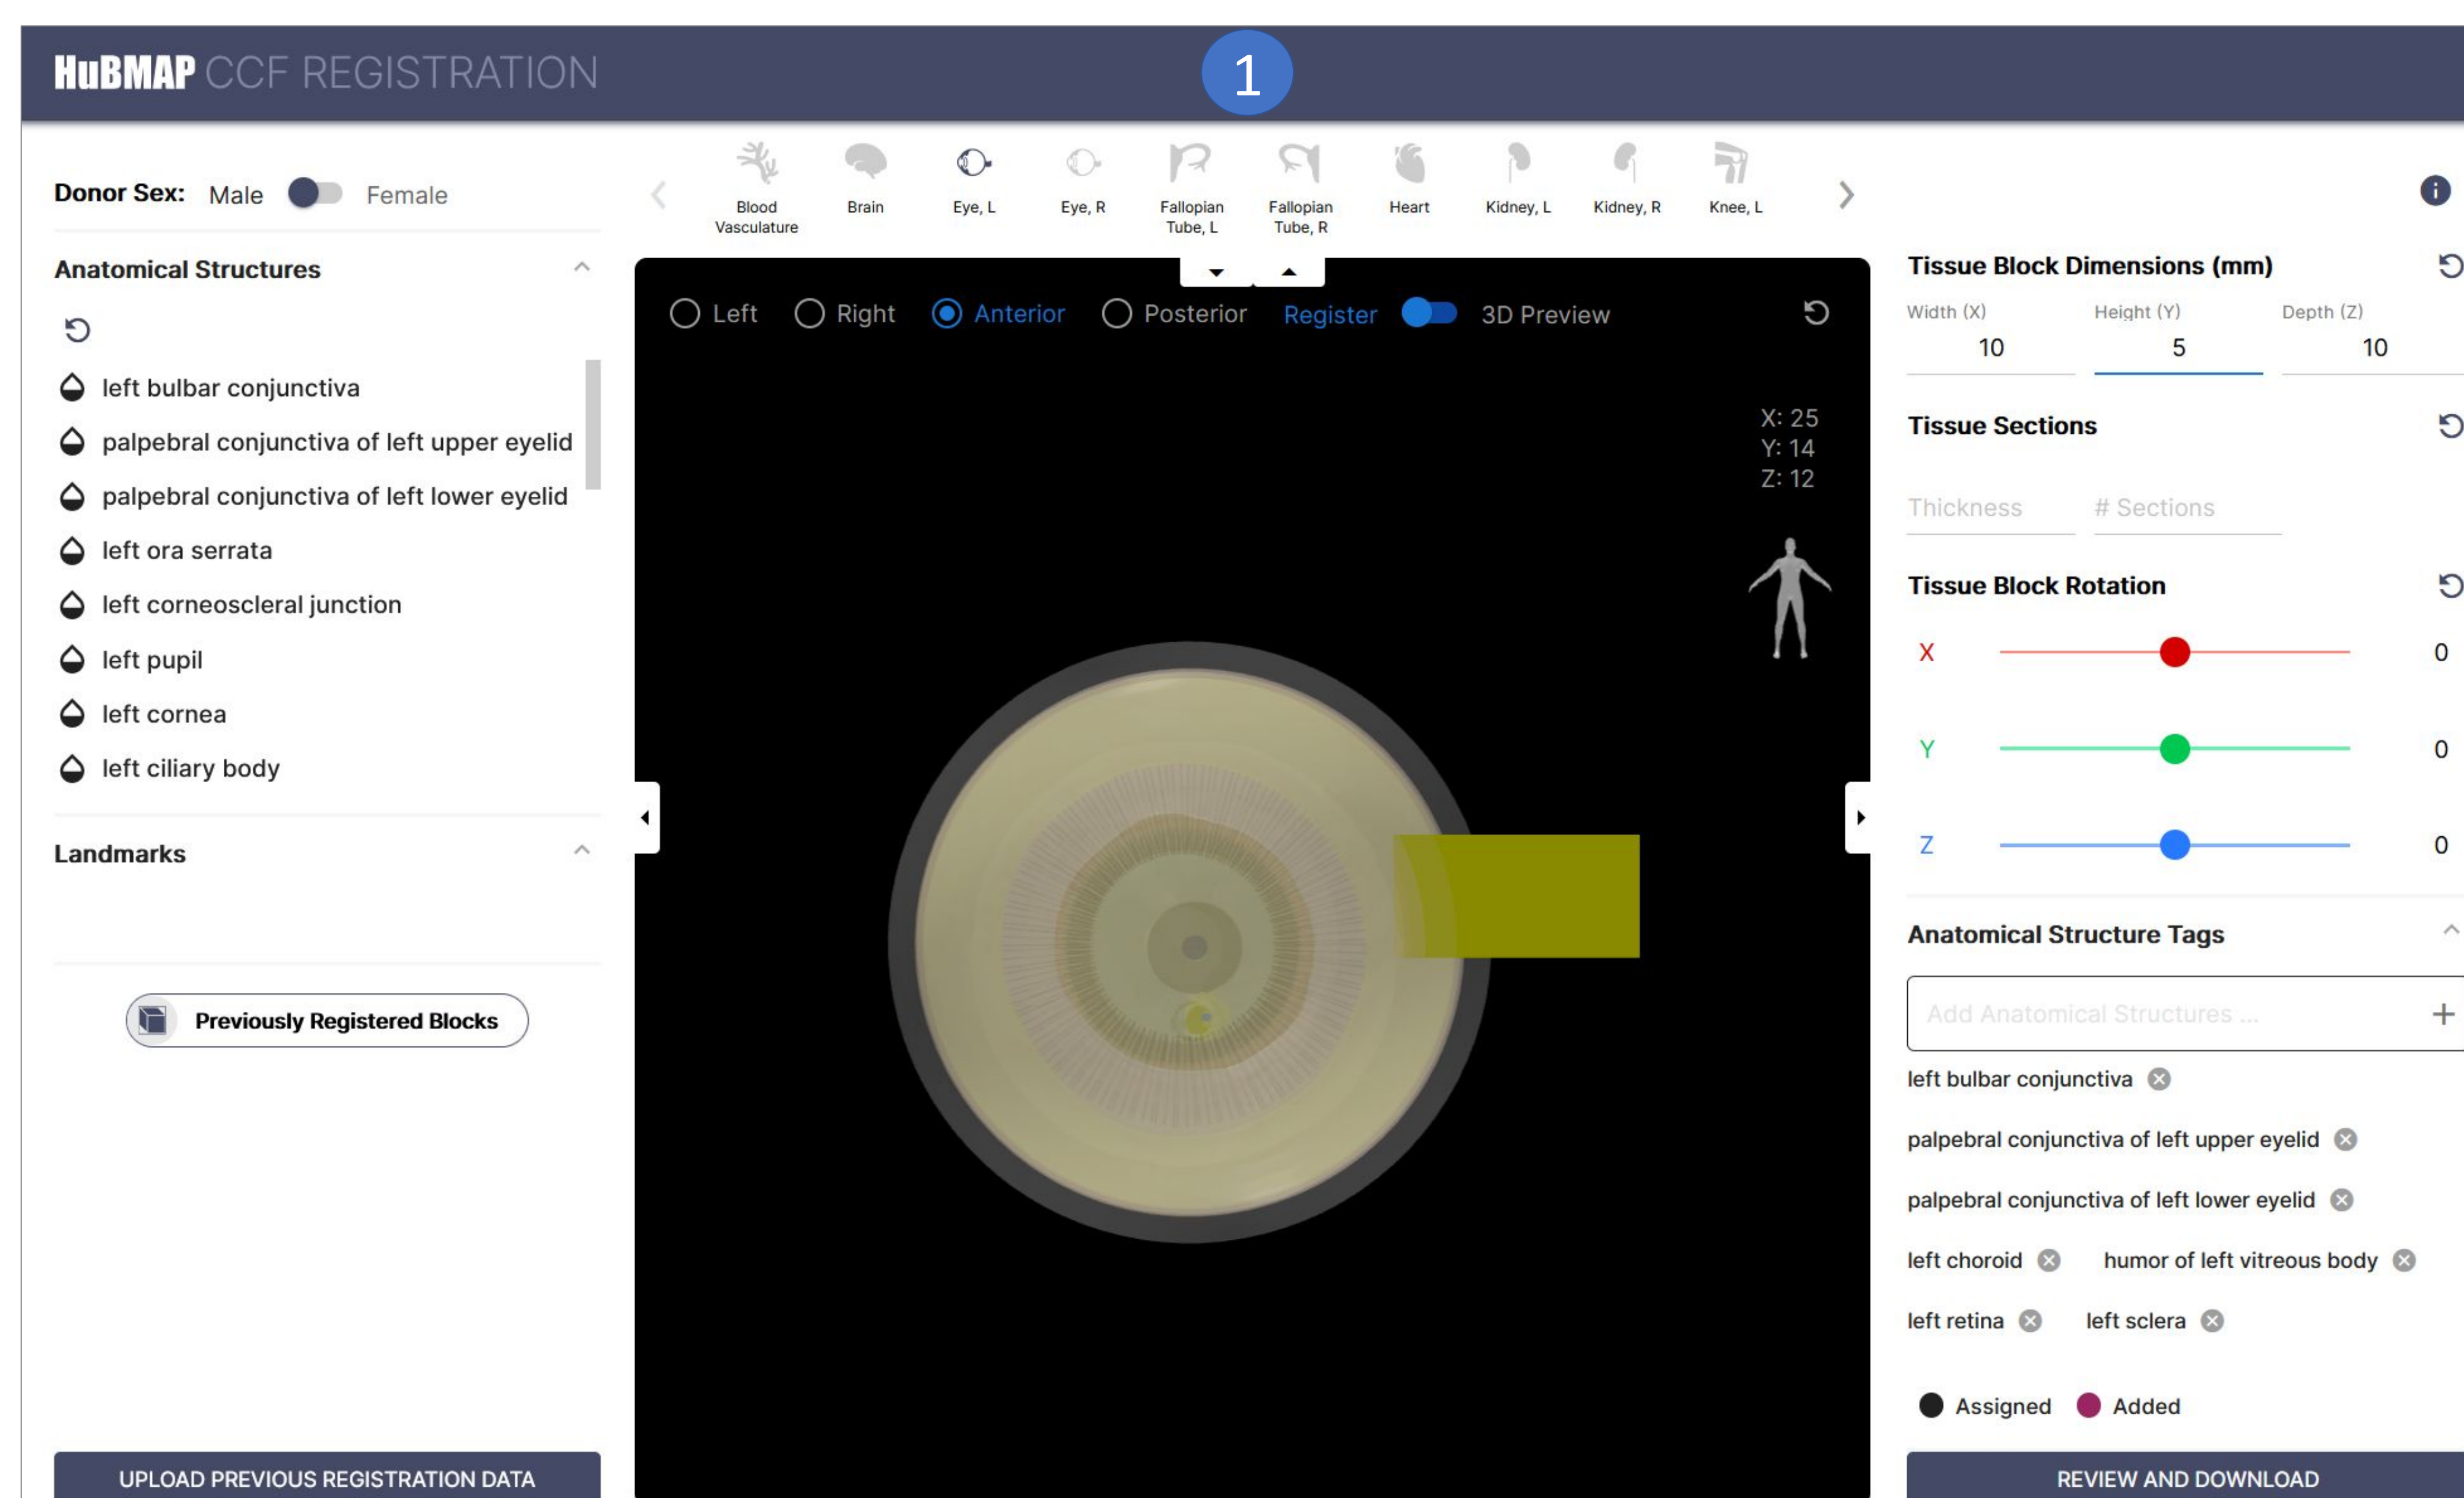 HuBMAP CCF REGISTRATION
1
Donor Sex: Male Female
Anatomical Structures
left bulbar conjunctiva
palpebral conjunctiva of left upper eyelid
palpebral conjunctiva of left lower eyelid
left ora serrata
left corneoscleral junction
left pupil
left cornea
left ciliary body
Landmarks
Previously Registered Blocks
UPLOAD PREVIOUS REGISTRATION DATA
Blood Vasculature
Brain
Eye, L
Eye, R
Fallopian Tube, L
Fallopian Tube, R
Heart
Kidney, L
Kidney, R
Knee, L
Left Right Anterior Posterior Register 3D Preview
X: 25
Y: 14
Z: 12
Tissue Block Dimensions (mm)
Width (X) Height (Y) Depth (Z)
10 5 10
Tissue Sections
Thickness # Sections
Tissue Block Rotation
X 0
Y 0
Z 0
Anatomical Structure Tags
Add Anatomical Structures ...
left bulbar conjunctiva
palpebral conjunctiva of left upper eyelid
palpebral conjunctiva of left lower eyelid
left choroid humor of left vitreous body
left retina left sclera
Assigned Added
REVIEW AND DOWNLOAD